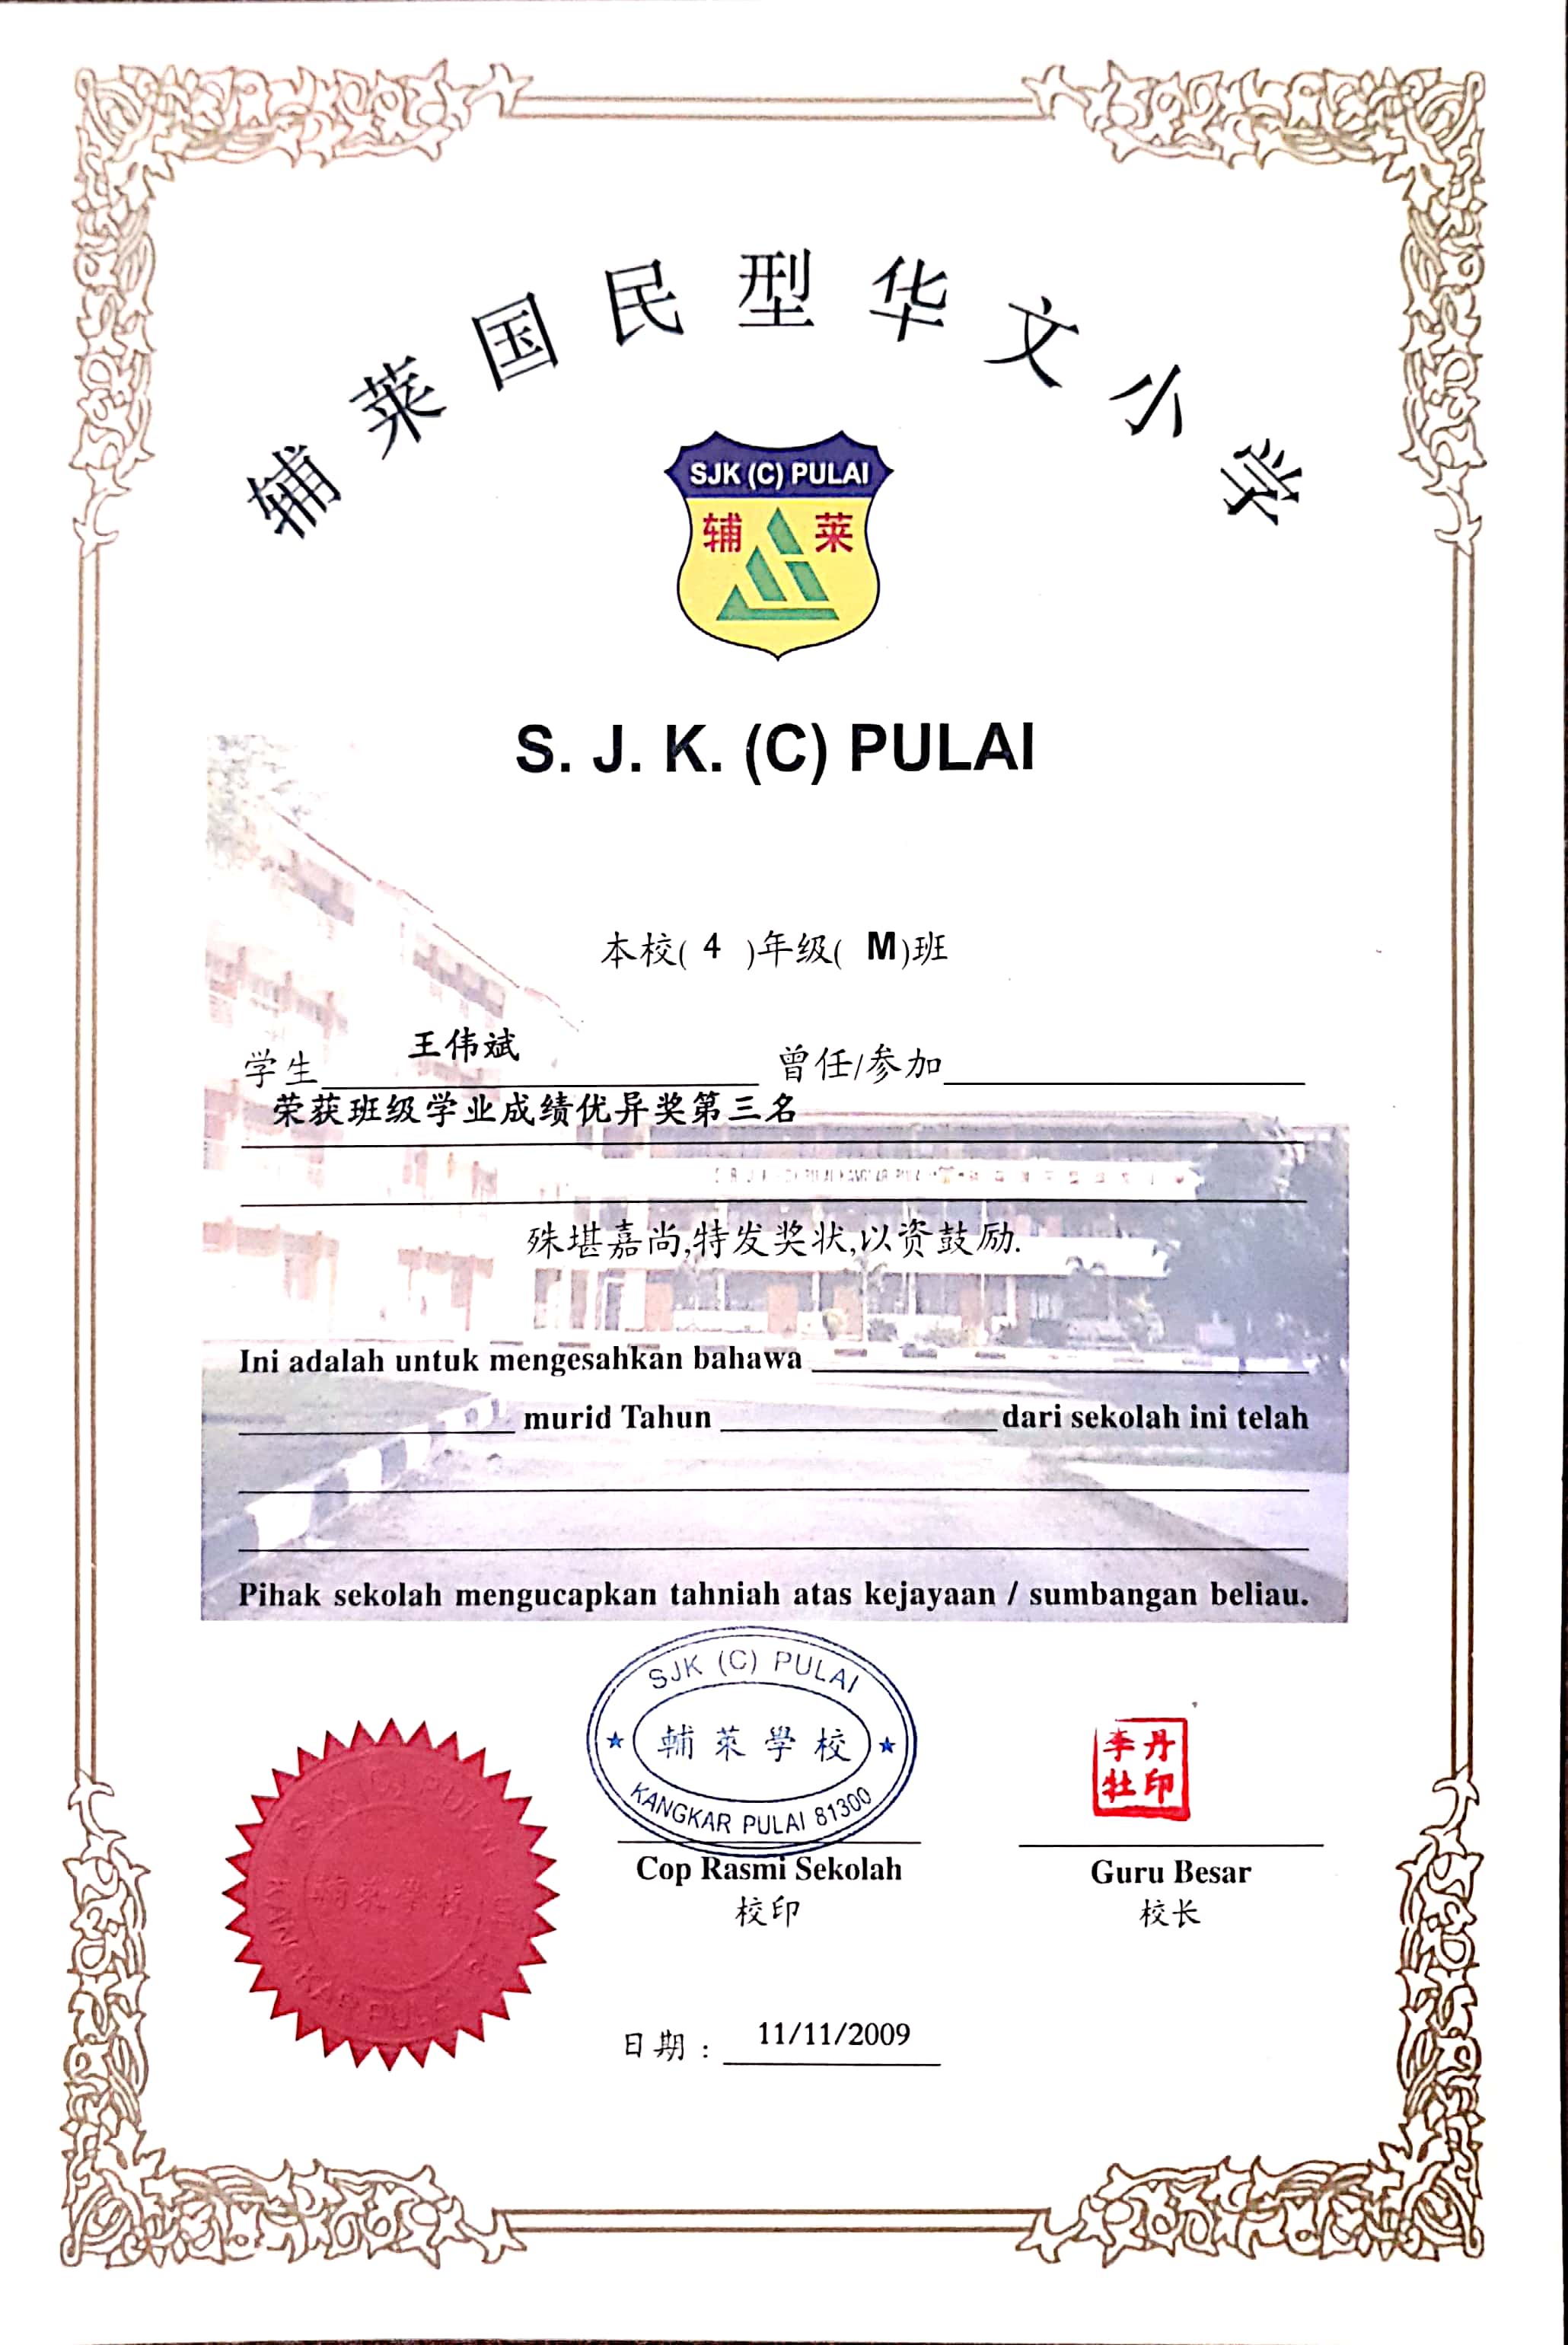 辅莱国民型华文小学
SJK (C) PULAI
辅 莱
S. J. K. (C) PULAI
本校( 4 )年级( M)班
学生 王伟斌 曾任/参加
荣获班级学业成绩优异奖第三名
殊堪嘉尚,特发奖状,以资鼓励.
Ini adalah untuk mengesahkan bahawa
murid Tahun dari sekolah ini telah
Pihak sekolah mengucapkan tahniah atas kejayaan / sumbangan beliau.
SJK (C) PULAI
輔萊學校
KANGKAR PULAI 81300
李丹
牡印
Cop Rasmi Sekolah
校印
Guru Besar
校长
辅莱学校
日期 : 11/11/2009